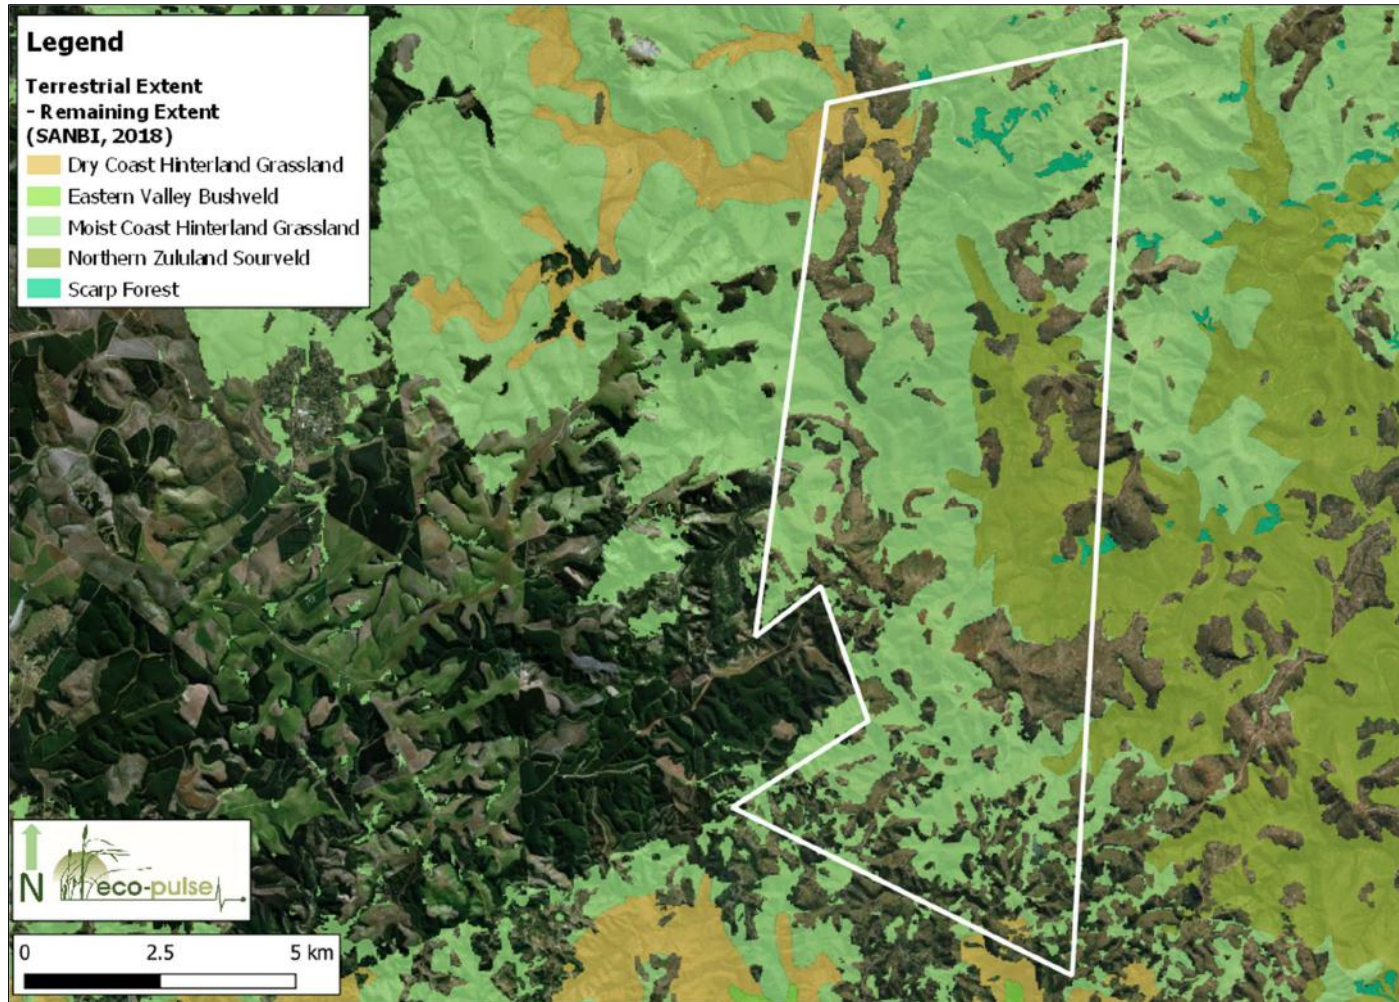 Legend
Terrestrial Extent
- Remaining Extent
(SANBI, 2018)
Dry Coast Hinterland Grassland
Eastern Valley Bushveld
Moist Coast Hinterland Grassland
Northern Zululand Sourveld
Scarp Forest
N
eco-pulse
0 2.5 5 km